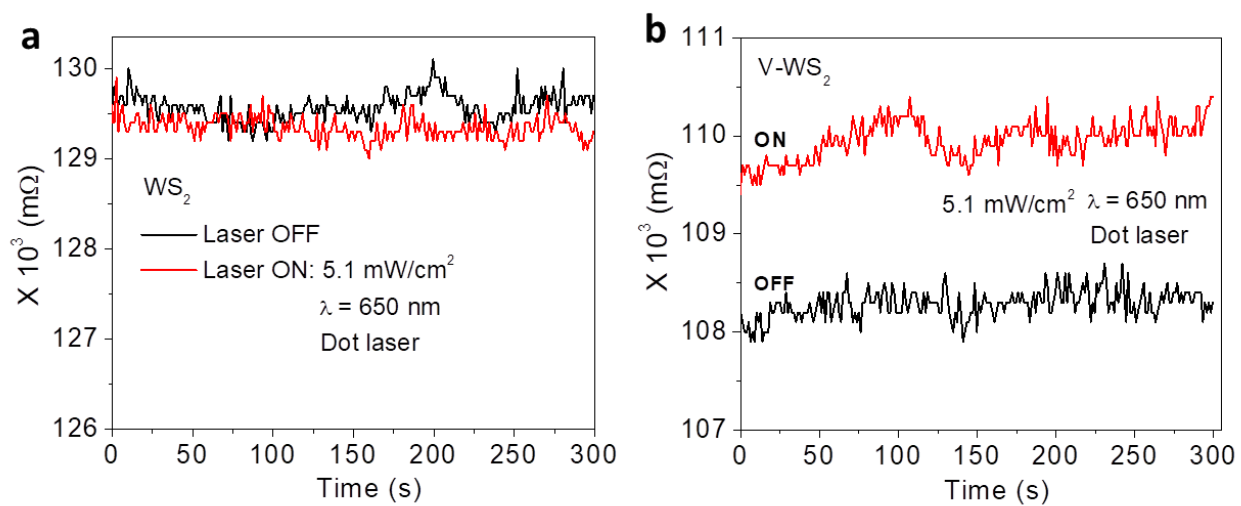 a
130
129
128
127
126
X 10³ (mΩ)
WS₂
Laser OFF
Laser ON: 5.1 mW/cm²
λ = 650 nm
Dot laser
0 50 100 150 200 250 300
Time (s)
b
111
110
109
108
107
X 10³ (mΩ)
V-WS₂
ON
5.1 mW/cm² λ = 650 nm
Dot laser
OFF
0 50 100 150 200 250 300
Time (s)